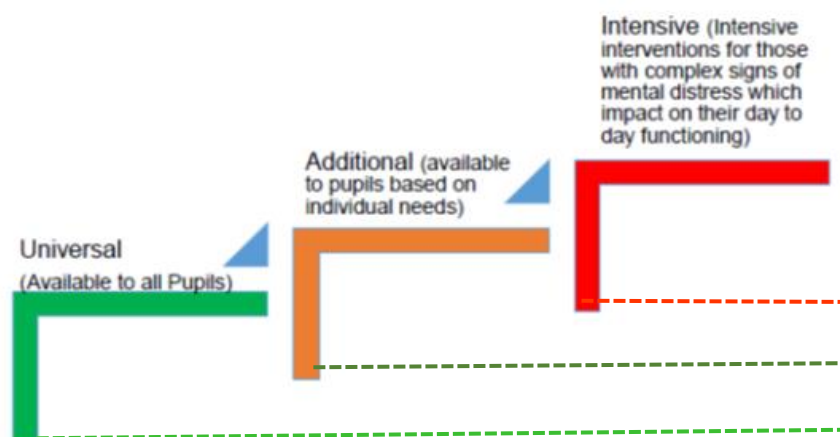 Universal
(Available to all Pupils)
Additional (available
to pupils based on
individual needs)
Intensive (Intensive
interventions for those
with complex signs of
mental distress which
impact on their day to
day functioning)